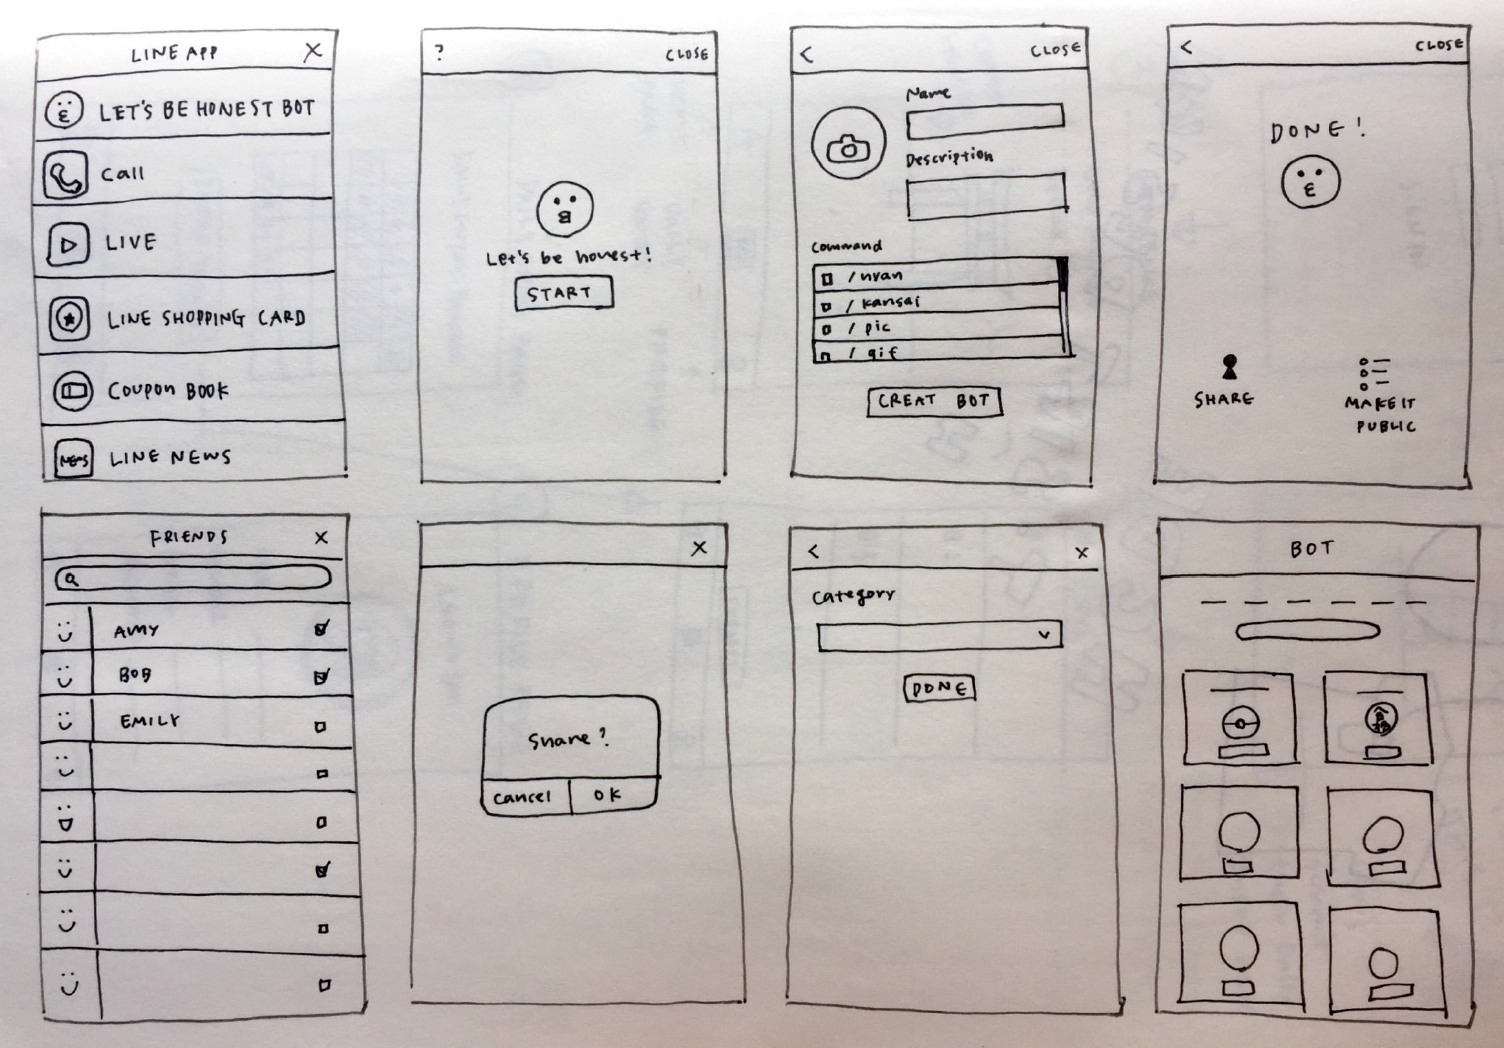 LINE APP X
LET'S BE HONEST BOT
Call
LIVE
LINE SHOPPING CARD
COUPON BOOK
NEWS LINE NEWS
? CLOSE
Let's be honest!
START
< CLOSE
Name
Description
Command
/nyan
/kansai
/pic
/gif
CREAT BOT
< CLOSE
DONE!
SHARE
MAKE IT
PUBLIC
FRIENDS X
AMY
BOB
EMILY
X
Share?
Cancel OK
< X
Category
DONE
BOT